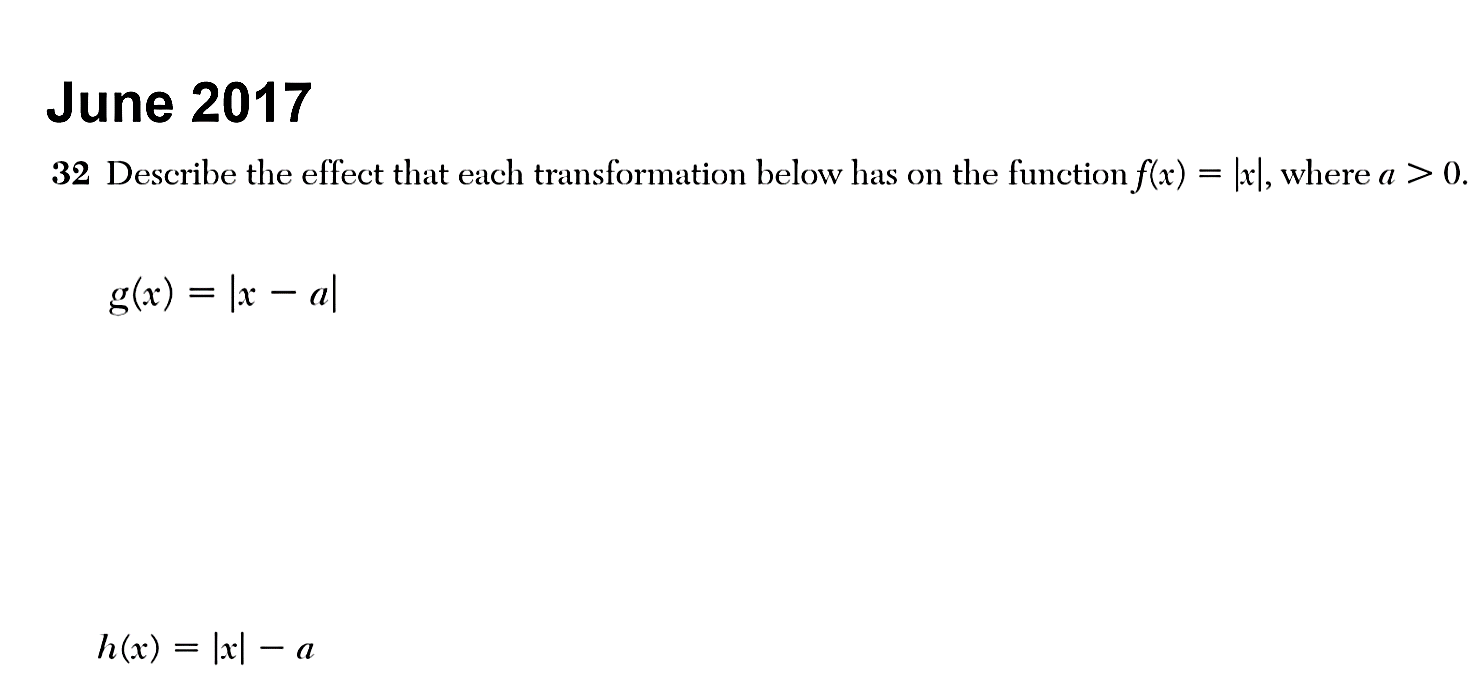 June 2017
32 Describe the effect that each transformation below has on the function f(x) = |x|, where a > 0.
g(x) = |x − a|
h(x) = |x| − a